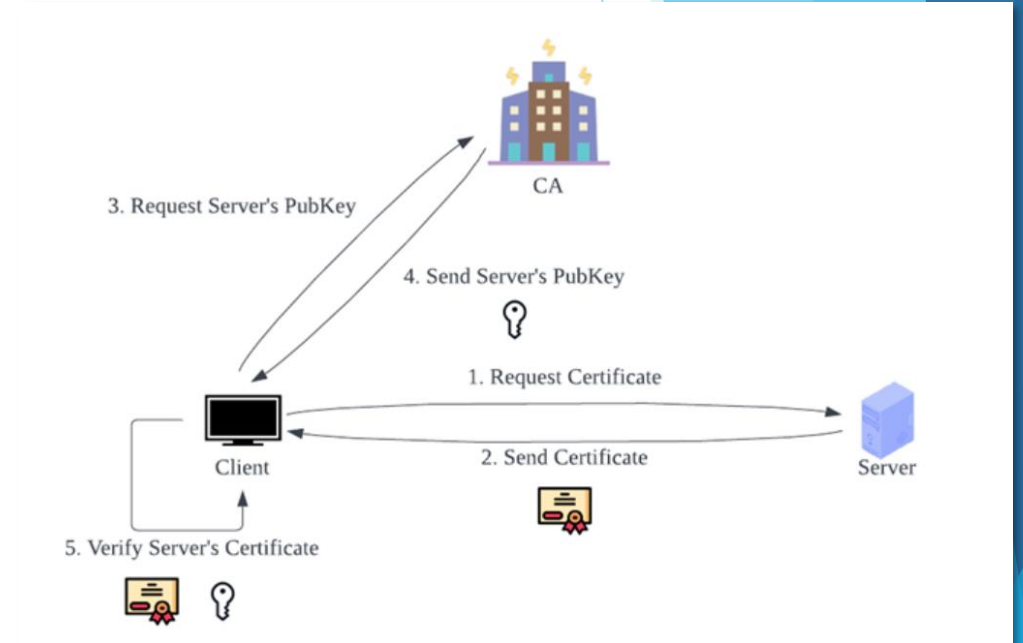 CA
3. Request Server's PubKey
4. Send Server's PubKey
1. Request Certificate
2. Send Certificate
Client
Server
5. Verify Server's Certificate